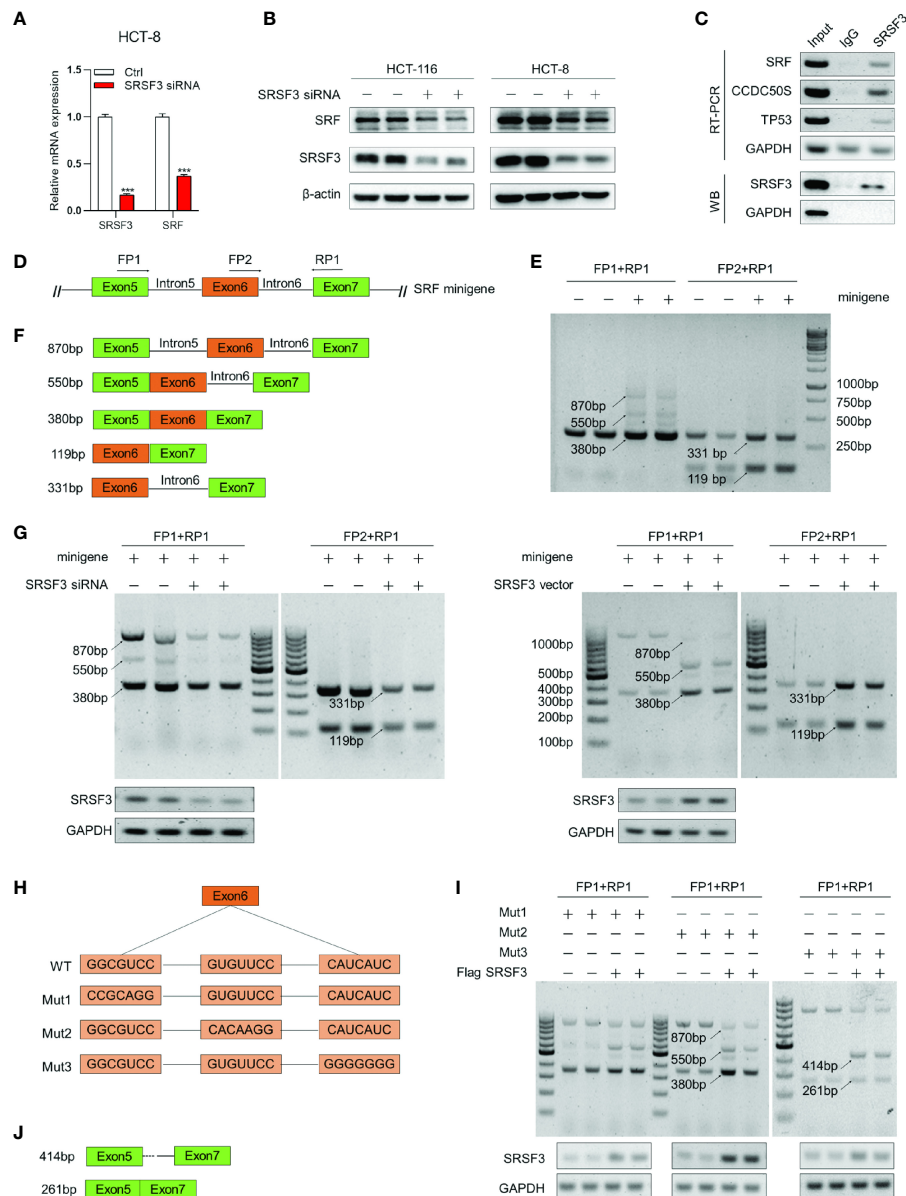 A
HCT-8
Ctrl
SRSF3 siRNA
Relative mRNA expression
1.5
1.0
0.5
0.0
***
***
SRSF3
SRF
B
HCT-116 HCT-8
SRSF3 siRNA − − + + − − + +
SRF
SRSF3
β-actin
C
Input IgG SRSF3
RT-PCR
SRF
CCDC50S
TP53
GAPDH
WB
SRSF3
GAPDH
D
FP1 FP2 RP1
Exon5 Intron5 Exon6 Intron6 Exon7 // SRF minigene
//
E
FP1+RP1 FP2+RP1
− − + + − − + + minigene
870bp
550bp
380bp
331 bp
119 bp
1000bp
750bp
500bp
250bp
F
870bp Exon5 Intron5 Exon6 Intron6 Exon7
550bp Exon5 Exon6 Intron6 Exon7
380bp Exon5 Exon6 Exon7
119bp Exon6 Exon7
331bp Exon6 Intron6 Exon7
G
FP1+RP1 FP2+RP1
minigene + + + + + + + +
SRSF3 siRNA − − + + − − + +
870bp
550bp
380bp
331bp
119bp
SRSF3
GAPDH
FP1+RP1 FP2+RP1
minigene + + + + + + + +
SRSF3 vector − − + + − − + +
1000bp
500bp
400bp
300bp
200bp
100bp
870bp
550bp
380bp
331bp
119bp
SRSF3
GAPDH
H
Exon6
WT GGCGUCC GUGUUCC CAUCAUC
Mut1 CCGCAGG GUGUUCC CAUCAUC
Mut2 GGCGUCC CACAAGG CAUCAUC
Mut3 GGCGUCC GUGUUCC GGGGGGG
I
FP1+RP1 FP1+RP1 FP1+RP1
Mut1 + + + + − − − − − − − −
Mut2 − − − − + + + + − − − −
Mut3 − − − − − − − − + + + +
Flag SRSF3 − − + + − − + + − − + +
870bp
550bp
380bp
414bp
261bp
SRSF3
GAPDH
J
414bp Exon5 Exon7
261bp Exon5 Exon7